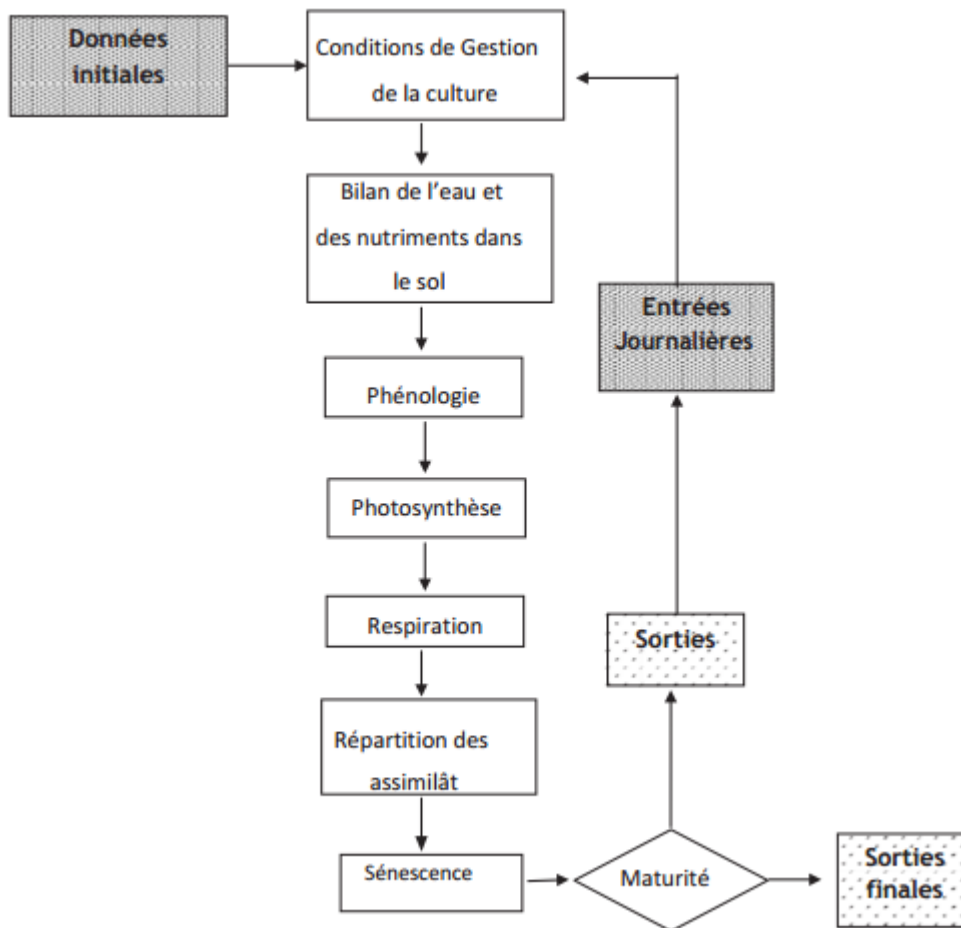 Données
initiales
Conditions de Gestion
de la culture
Bilan de l'eau et
des nutriments dans
le sol
Entrées
Journalières
Phénologie
Photosynthèse
Respiration
Sorties
Répartition des
assimilât
Sénescence
Maturité
Sorties
finales